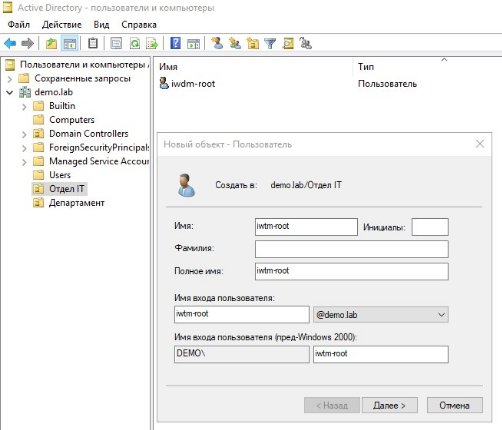 Active Directory - пользователи и компьютеры
Файл Действие Вид Справка
Пользователи и компьютеры
Сохраненные запросы
demo.lab
Builtin
Computers
Domain Controllers
ForeignSecurityPrincipals
Managed Service Accoun
Users
Отдел IT
Департамент
Имя Тип
iwdm-root Пользователь
Новый объект - Пользователь
Создать в: demo.lab/Отдел IT
Имя: iwtm-root Инициалы:
Фамилия:
Полное имя: iwtm-root
Имя входа пользователя:
iwtm-root @demo.lab
Имя входа пользователя (пред-Windows 2000):
DEMO\ iwtm-root
< Назад Далее > Отмена